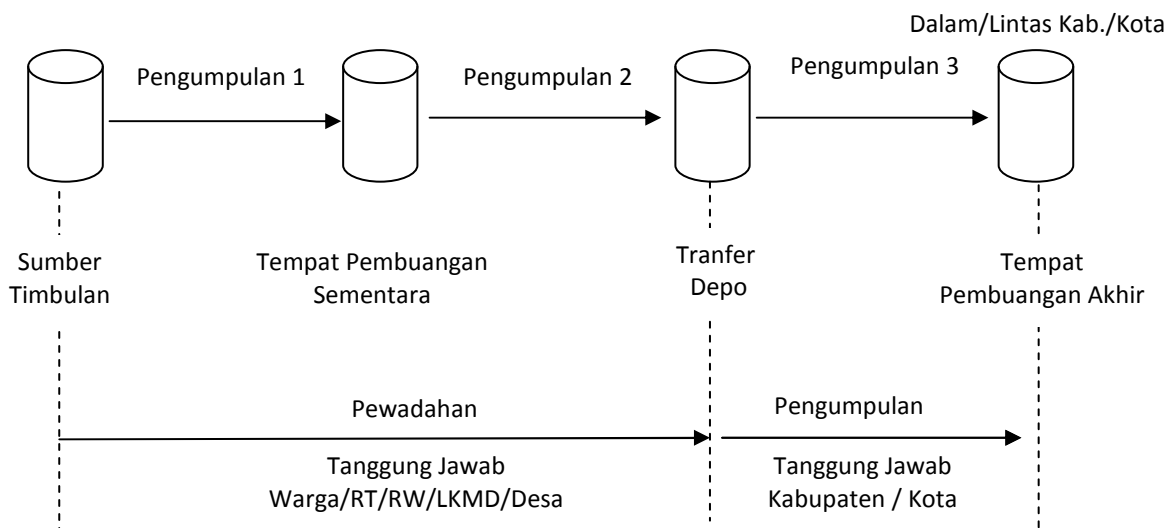 Dalam/Lintas Kab./Kota
Pengumpulan 1
Pengumpulan 2
Pengumpulan 3
Sumber
Timbulan
Tempat Pembuangan
Sementara
Tranfer
Depo
Tempat
Pembuangan Akhir
Pewadahan
Pengumpulan
Tanggung Jawab
Warga/RT/RW/LKMD/Desa
Tanggung Jawab
Kabupaten / Kota